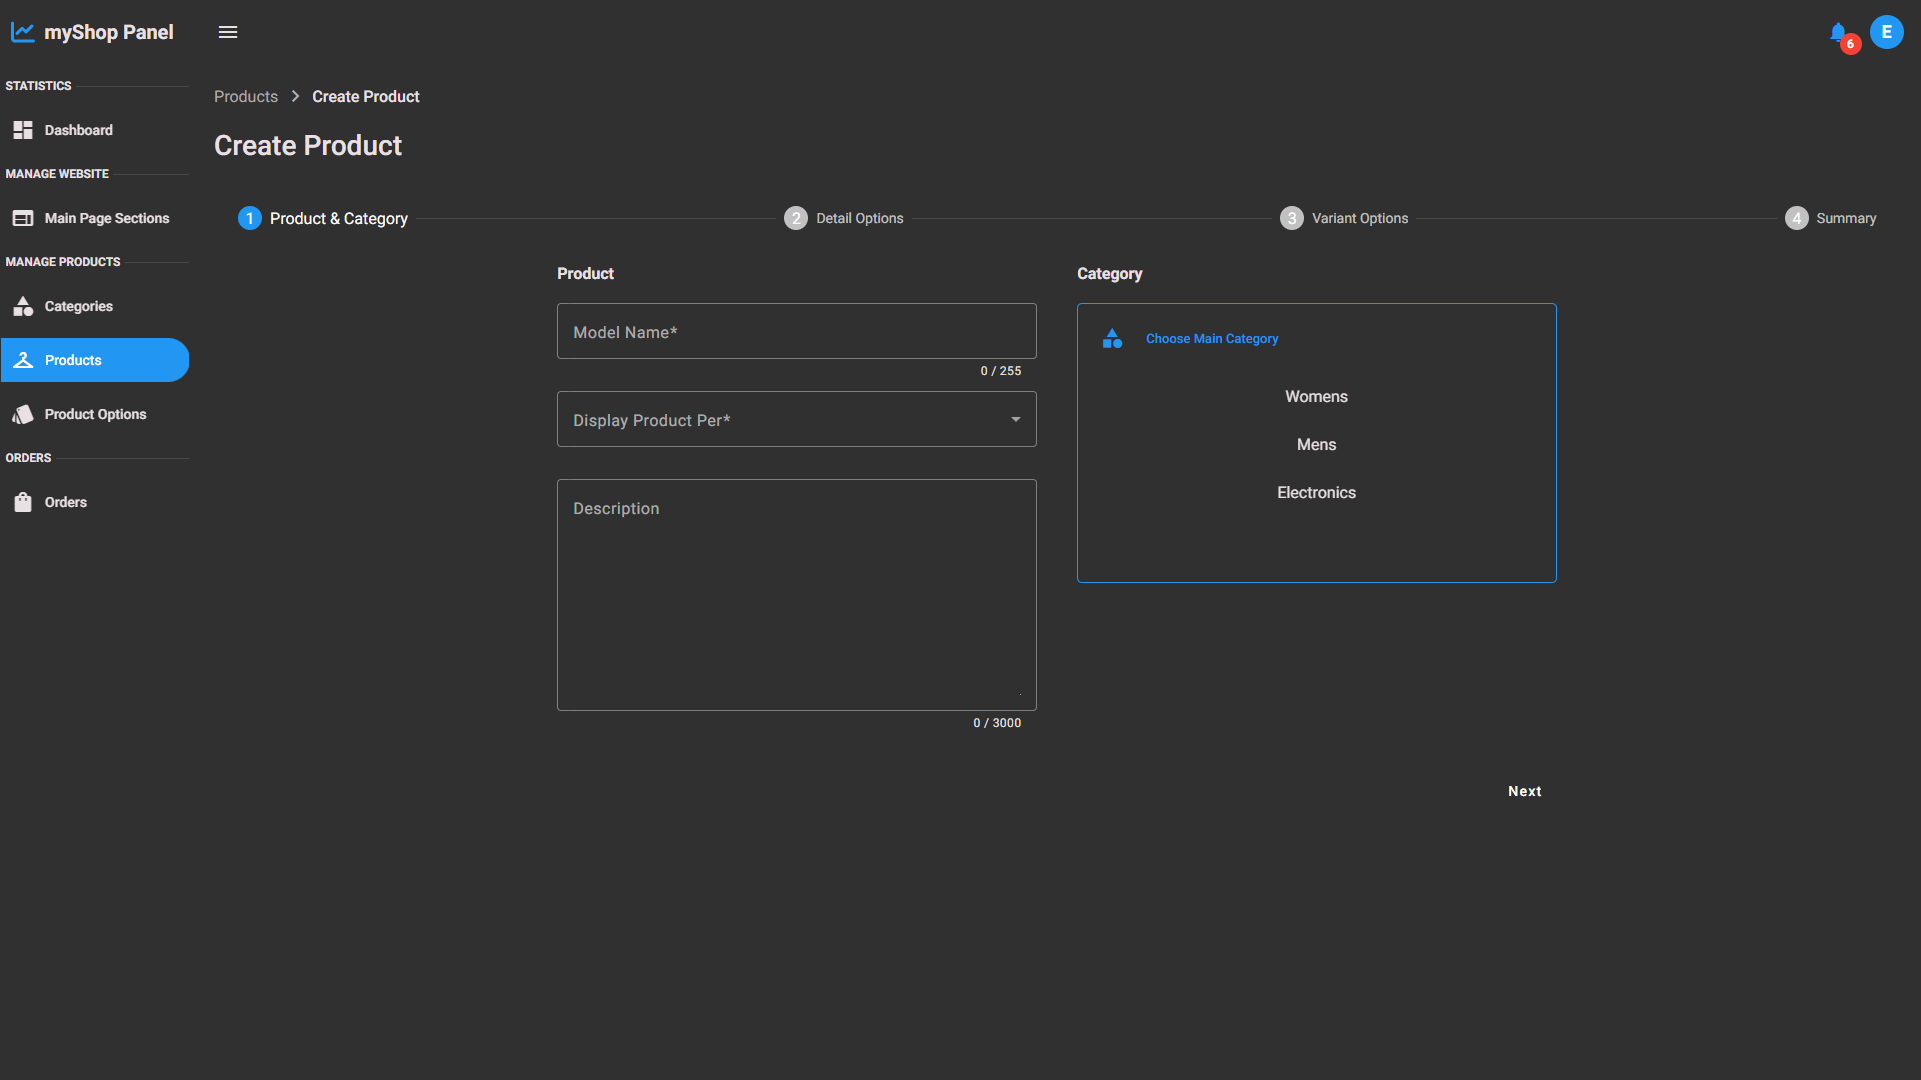 myShop Panel
6
E
STATISTICS
Dashboard
MANAGE WEBSITE
Main Page Sections
MANAGE PRODUCTS
Categories
Products
Product Options
ORDERS
Orders
Products > Create Product
Create Product
1 Product & Category
2 Detail Options
3 Variant Options
4 Summary
Product
Model Name*
0 / 255
Display Product Per*
Description
0 / 3000
Category
Choose Main Category
Womens
Mens
Electronics
Next